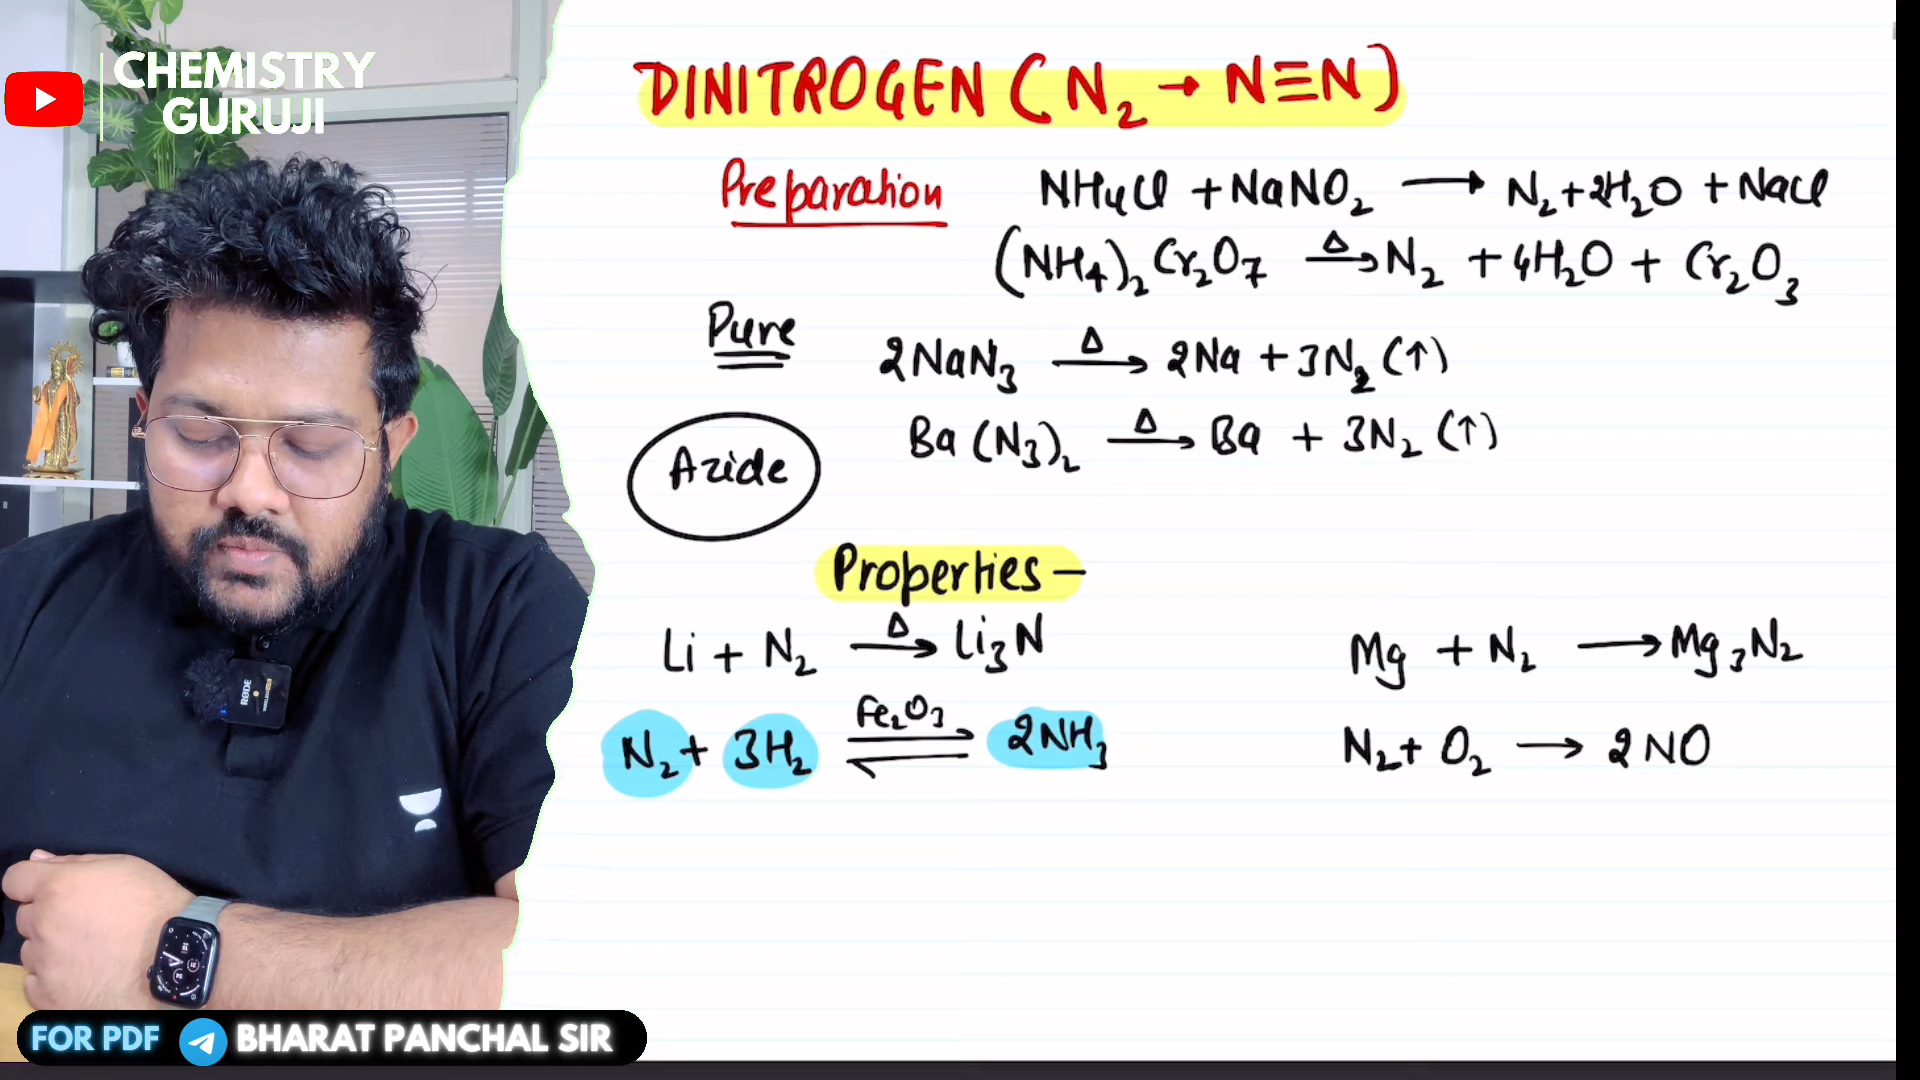 CHEMISTRY
GURUJI
DINITROGEN (N₂ → N≡N)
Preparation
NH₄Cl + NaNO₂ ⟶ N₂ + 2H₂O + NaCl
(NH₄)₂Cr₂O₇ —Δ→ N₂ + 4H₂O + Cr₂O₃
Pure
2NaN₃ —Δ→ 2Na + 3N₂ (↑)
Ba(N₃)₂ —Δ→ Ba + 3N₂ (↑)
Azide
Properties –
Li + N₂ —Δ→ Li₃N
Mg + N₂ ⟶ Mg₃N₂
N₂ + 3H₂ ⇌ 2NH₃
Fe₂O₃
N₂ + O₂ ⟶ 2NO
RØDE
FOR PDF BHARAT PANCHAL SIR